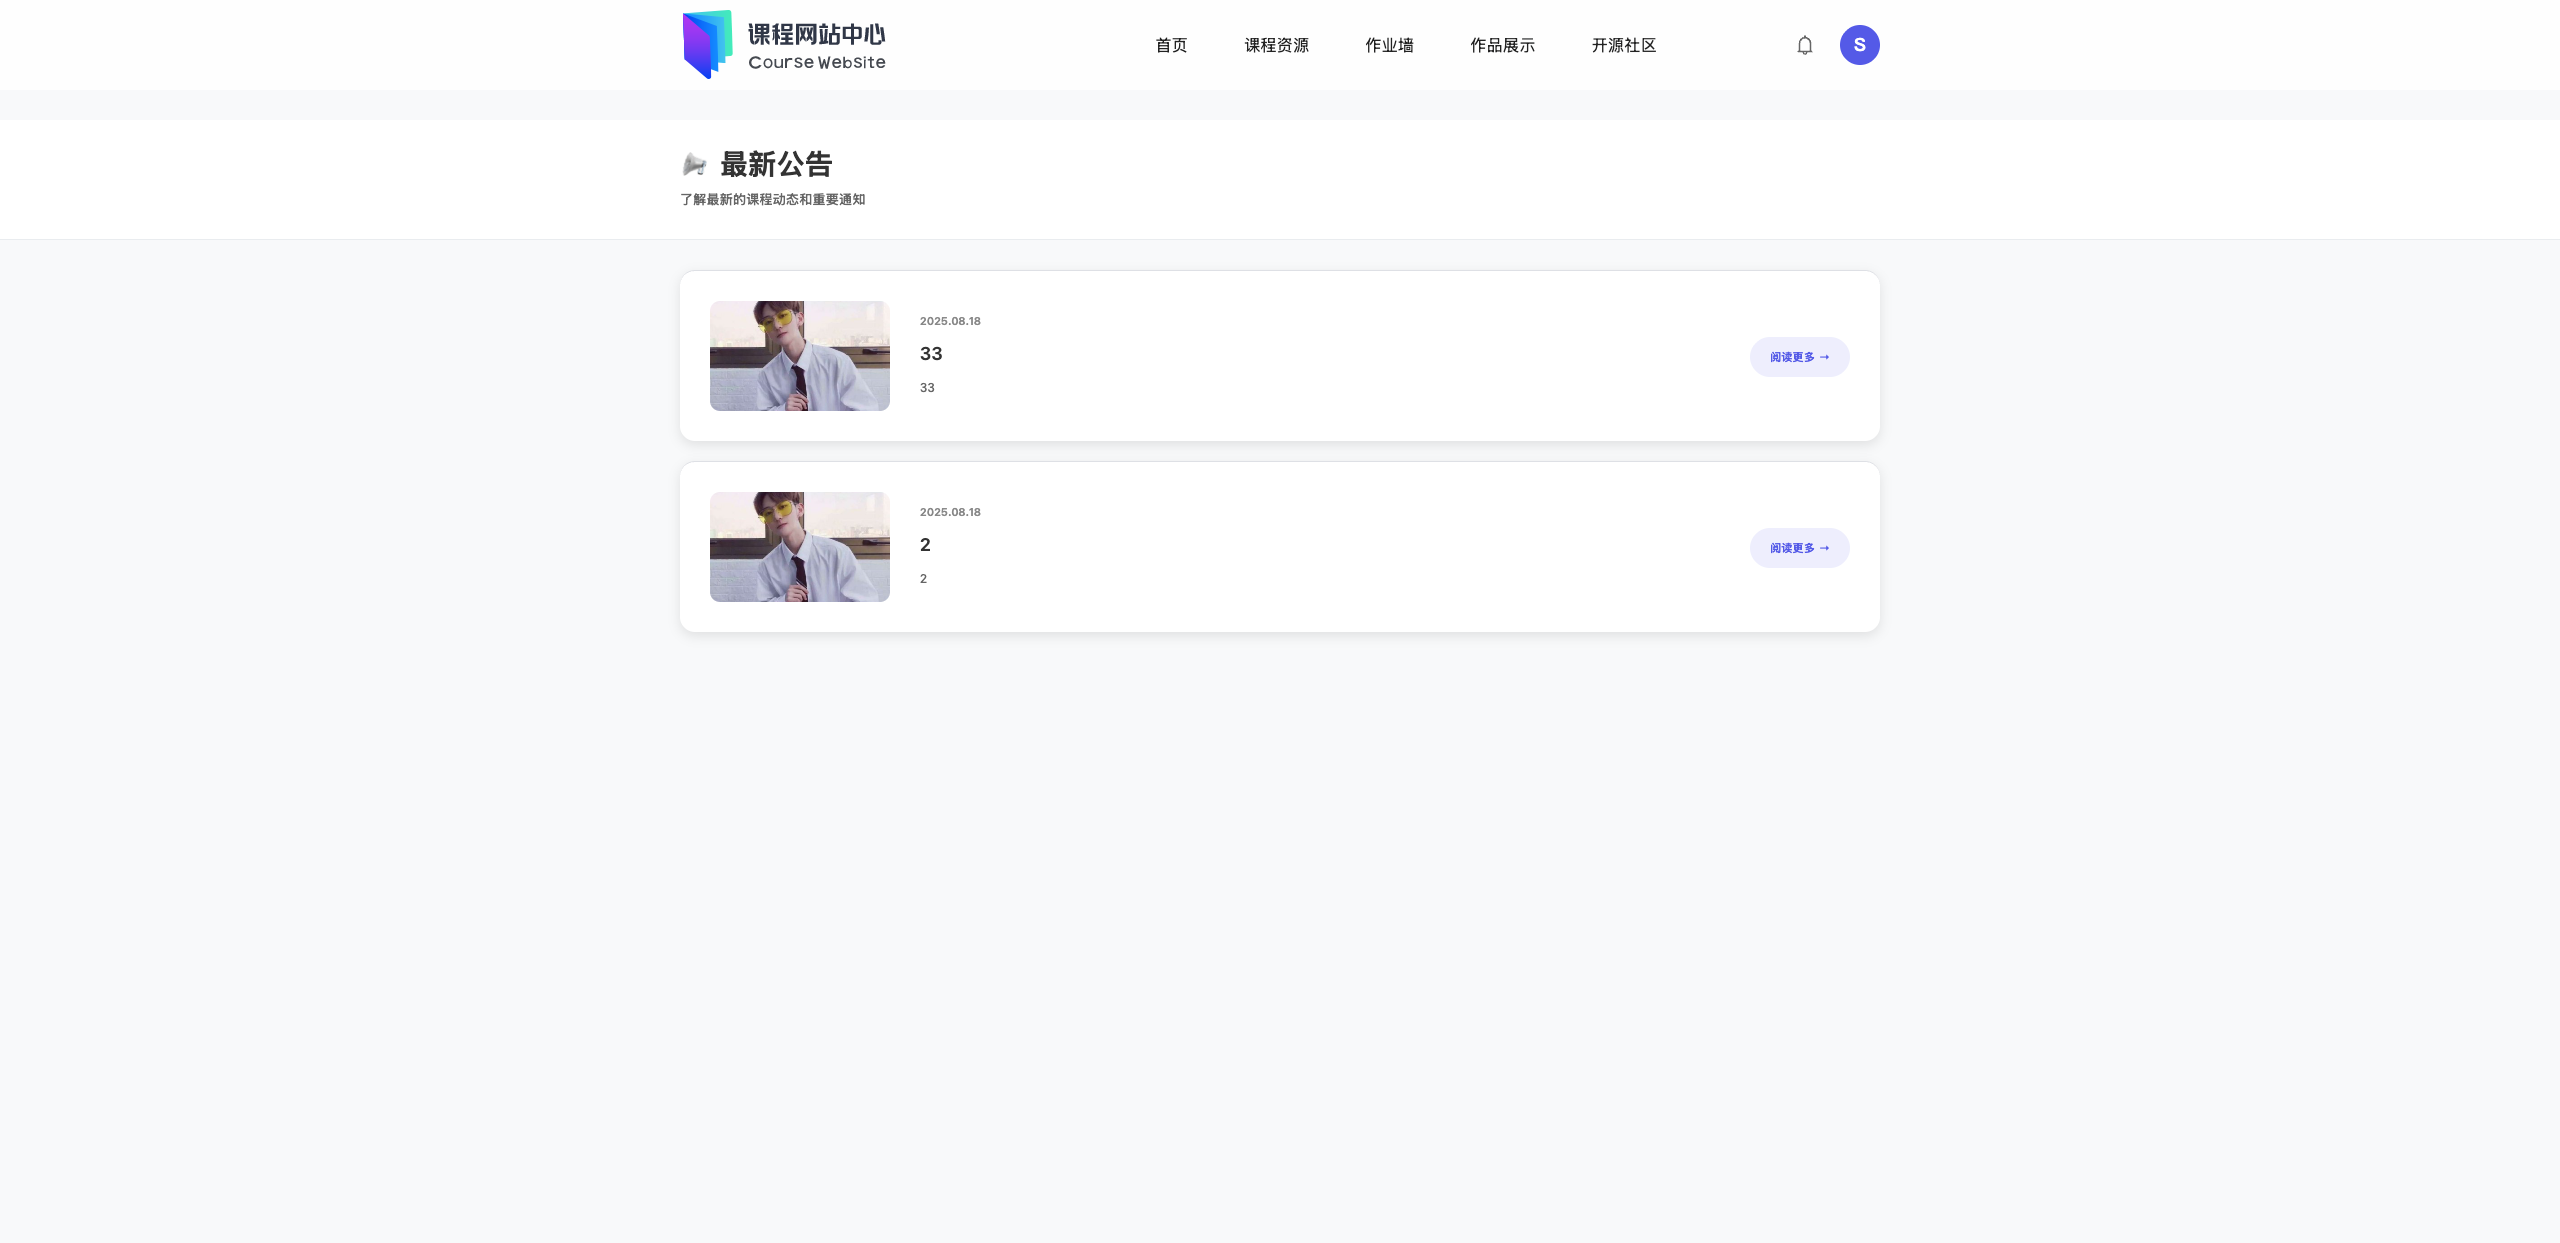 课程网站中心
Course Website
首页
课程资源
作业墙
作品展示
开源社区
S
最新公告
了解最新的课程动态和重要通知
2025.08.18
33
33
阅读更多 →
2025.08.18
2
2
阅读更多 →